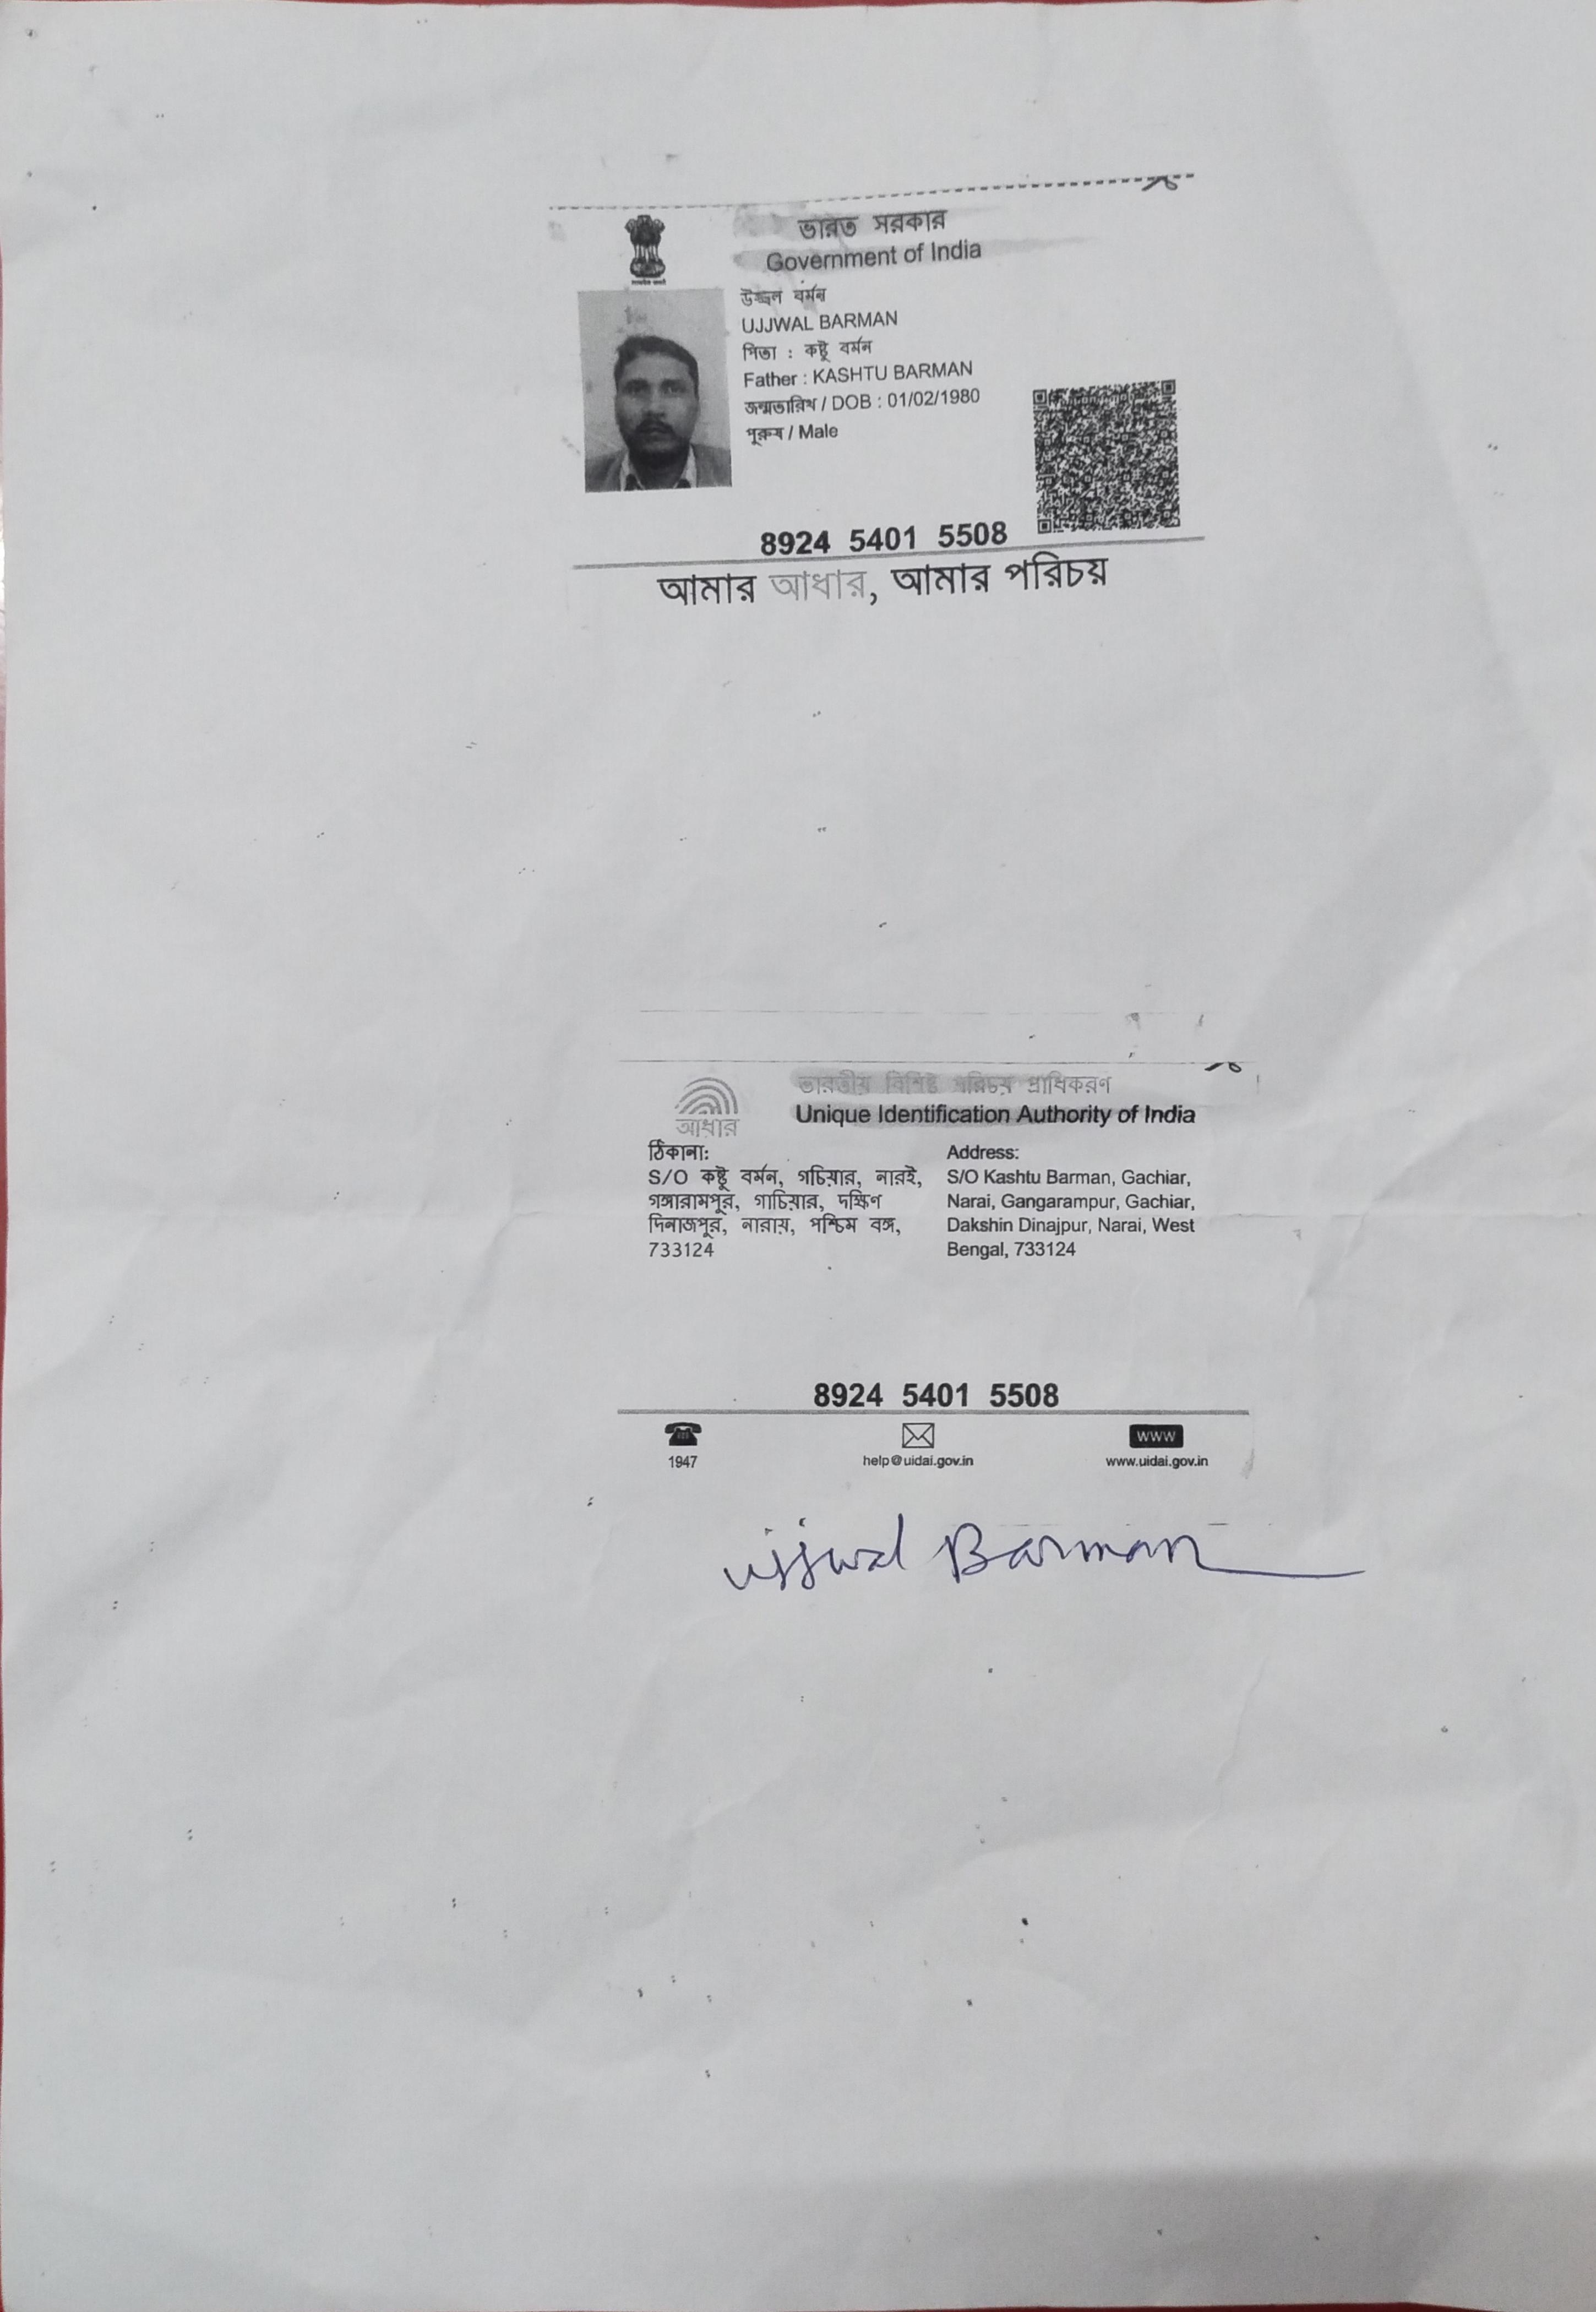 ভারত সরকার
Government of India
উজ্জ্বল বর্মন
UJJWAL BARMAN
পিতা : কষ্টু বর্মন
Father : KASHTU BARMAN
জন্মতারিখ / DOB : 01/02/1980
পুরুষ / Male
8924 5401 5508
আমার আধার, আমার পরিচয়
ভারতীয় বিশিষ্ট পরিচয় প্রাধিকরণ
Unique Identification Authority of India
আধার
ঠিকানা:
S/O কষ্টু বর্মন, গচিয়ার, নারই,
গঙ্গারামপুর, গাচিয়ার, দক্ষিণ
দিনাজপুর, নারায়, পশ্চিম বঙ্গ,
733124
Address:
S/O Kashtu Barman, Gachiar,
Narai, Gangarampur, Gachiar,
Dakshin Dinajpur, Narai, West
Bengal, 733124
8924 5401 5508
1947
help@uidai.gov.in
www
www.uidai.gov.in
Ujjwal Barman